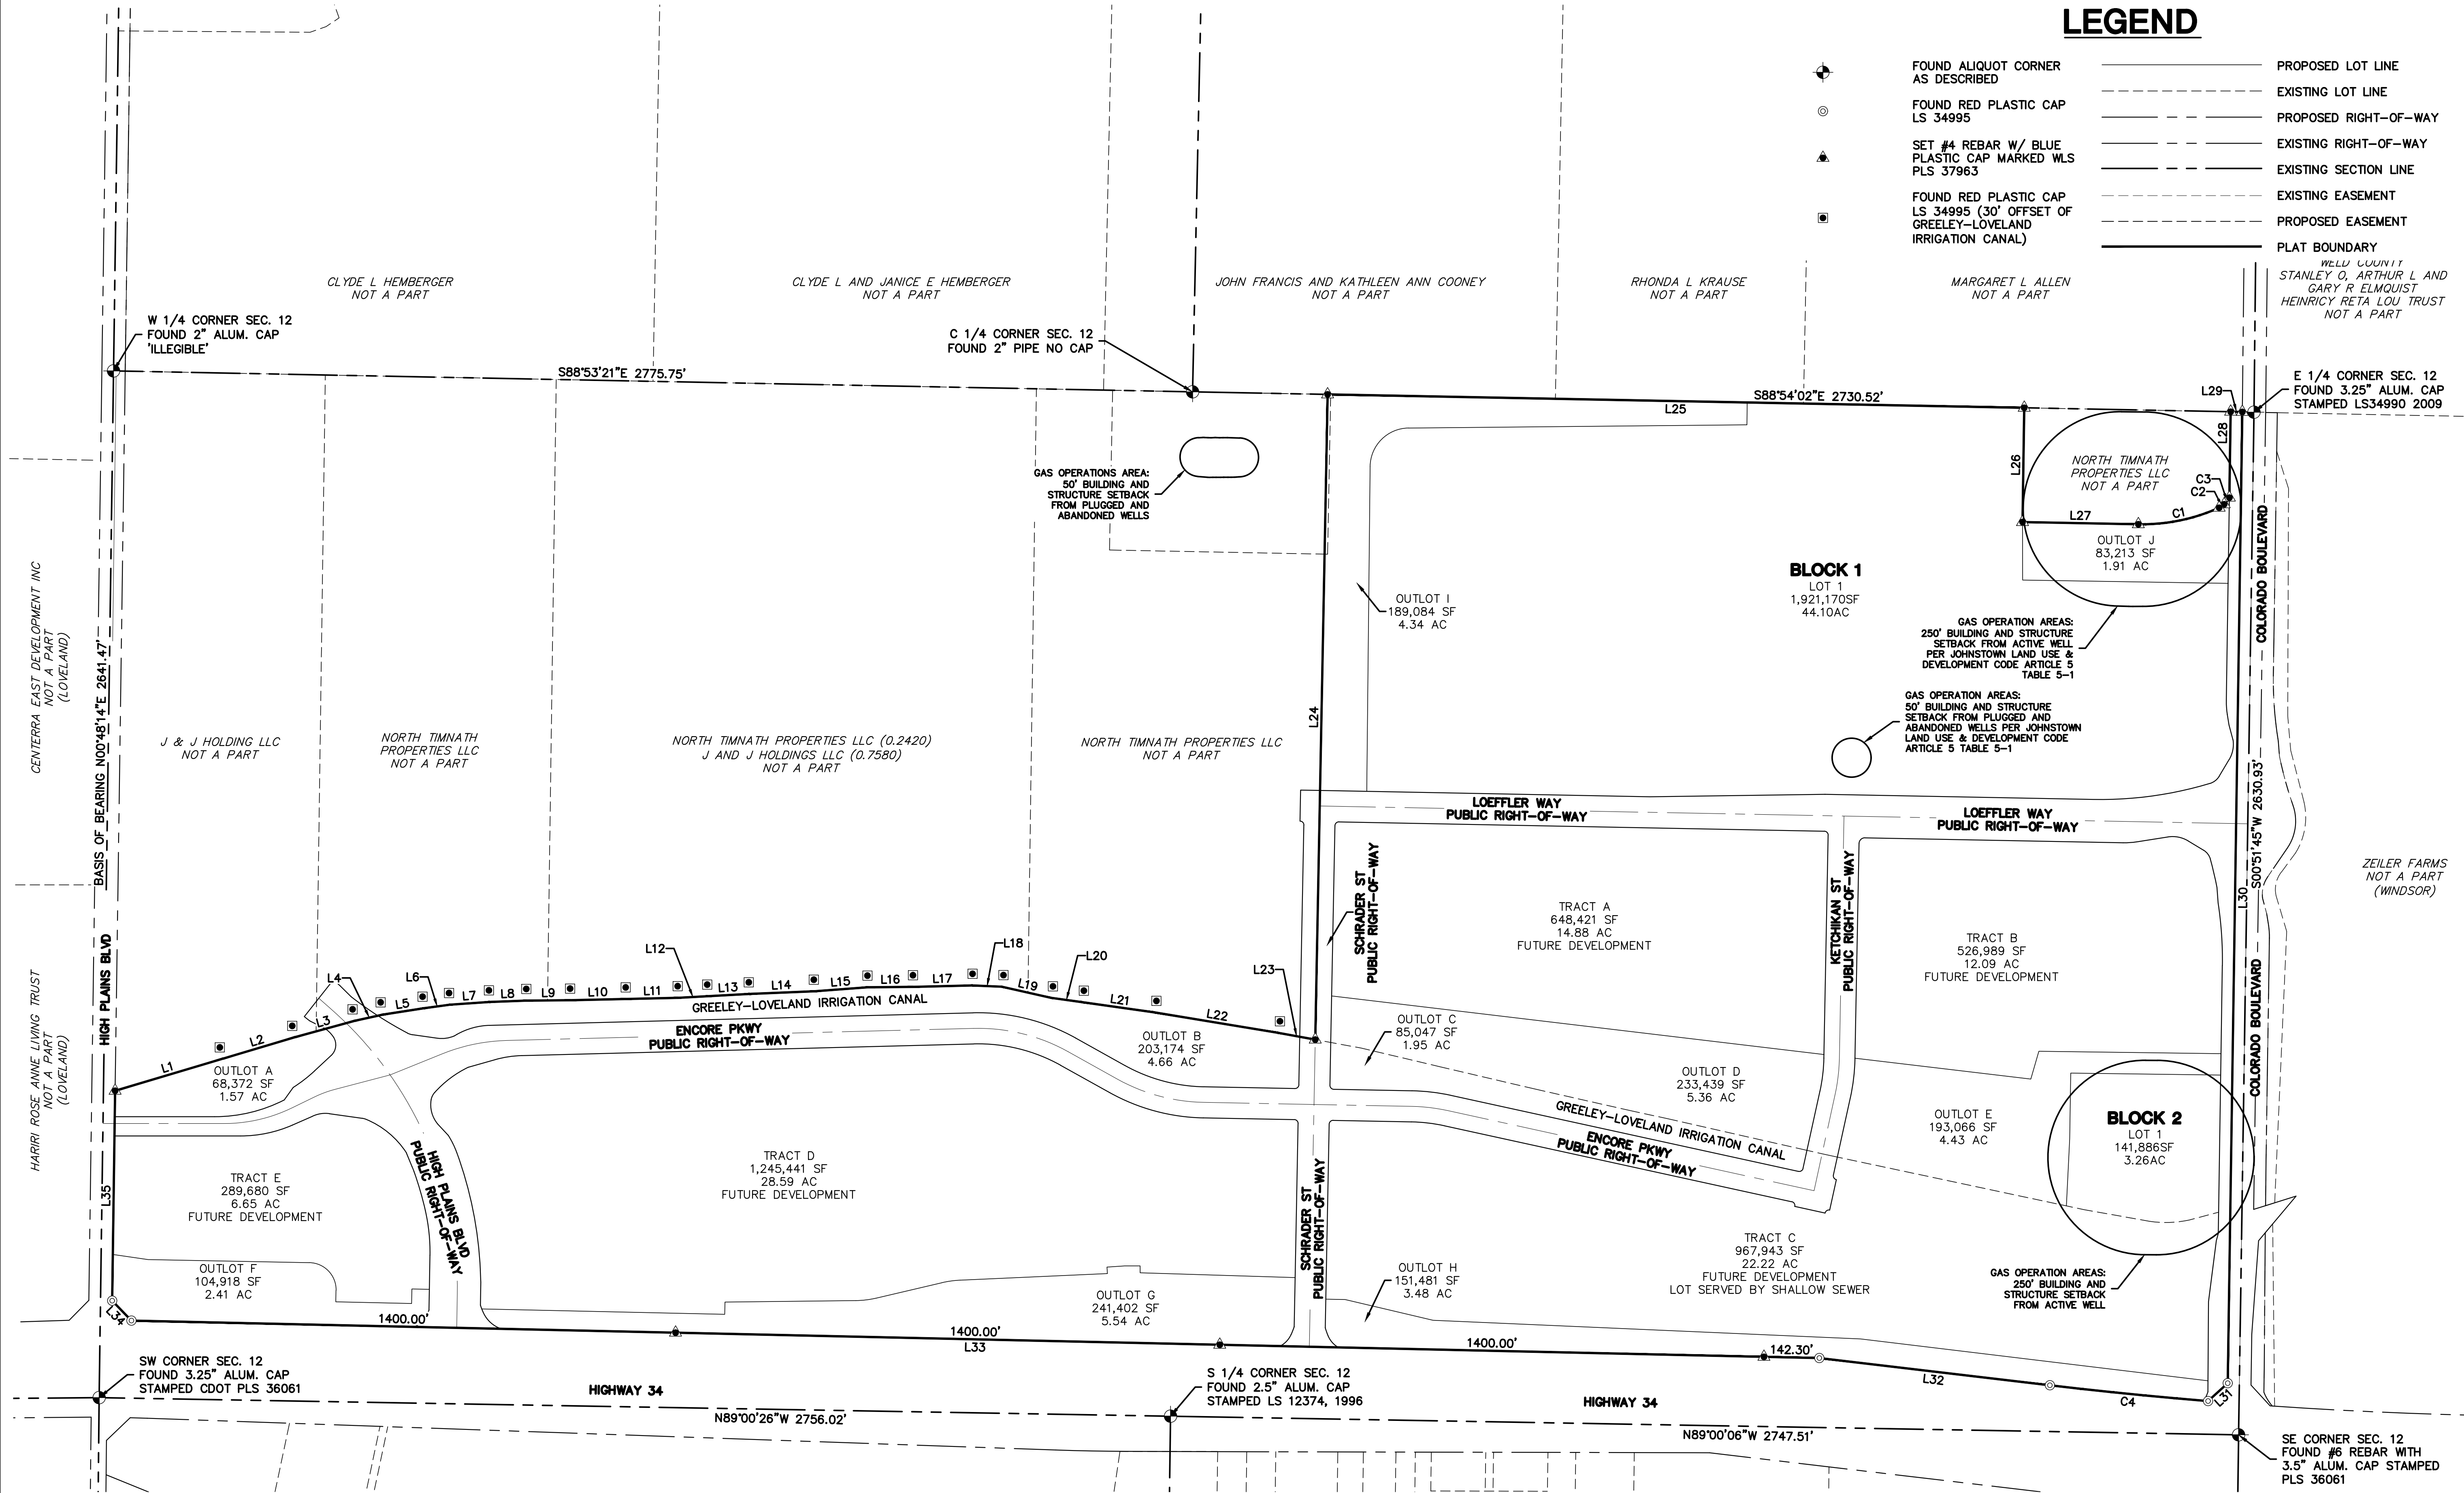 LEGEND
FOUND ALIQUOT CORNER
AS DESCRIBED
FOUND RED PLASTIC CAP
LS 34995
SET #4 REBAR W/ BLUE
PLASTIC CAP MARKED WLS
PLS 37963
FOUND RED PLASTIC CAP
LS 34995 (30' OFFSET OF
GREELEY-LOVELAND
IRRIGATION CANAL)
PROPOSED LOT LINE
EXISTING LOT LINE
PROPOSED RIGHT-OF-WAY
EXISTING RIGHT-OF-WAY
EXISTING SECTION LINE
EXISTING EASEMENT
PROPOSED EASEMENT
PLAT BOUNDARY
WELD COUNTY
STANLEY O, ARTHUR L AND
GARY R ELMQUIST
HEINRICY RETA LOU TRUST
NOT A PART
CLYDE L HEMBERGER
NOT A PART
CLYDE L AND JANICE E HEMBERGER
NOT A PART
JOHN FRANCIS AND KATHLEEN ANN COONEY
NOT A PART
RHONDA L KRAUSE
NOT A PART
MARGARET L ALLEN
NOT A PART
W 1/4 CORNER SEC. 12
FOUND 2" ALUM. CAP
'ILLEGIBLE'
C 1/4 CORNER SEC. 12
FOUND 2" PIPE NO CAP
E 1/4 CORNER SEC. 12
FOUND 3.25" ALUM. CAP
STAMPED LS34990 2009
S88°53'21"E 2775.75'
S88°54'02"E 2730.52'
L25
L29
L28
L26
NORTH TIMNATH
PROPERTIES LLC
NOT A PART
C3
C2
C1
L27
OUTLOT J
83,213 SF
1.91 AC
COLORADO BOULEVARD
GAS OPERATIONS AREA:
50' BUILDING AND
STRUCTURE SETBACK
FROM PLUGGED AND
ABANDONED WELLS
BLOCK 1
LOT 1
1,921,170SF
44.10AC
OUTLOT I
189,084 SF
4.34 AC
GAS OPERATION AREAS:
250' BUILDING AND STRUCTURE
SETBACK FROM ACTIVE WELL
PER JOHNSTOWN LAND USE &
DEVELOPMENT CODE ARTICLE 5
TABLE 5-1
GAS OPERATION AREAS:
50' BUILDING AND STRUCTURE
SETBACK FROM PLUGGED AND
ABANDONED WELLS PER JOHNSTOWN
LAND USE & DEVELOPMENT CODE
ARTICLE 5 TABLE 5-1
CENTERRA EAST DEVELOPMENT INC
NOT A PART
(LOVELAND)
BASIS OF BEARING N00°48'14"E 2641.47'
J & J HOLDING LLC
NOT A PART
NORTH TIMNATH
PROPERTIES LLC
NOT A PART
NORTH TIMNATH PROPERTIES LLC (0.2420)
J AND J HOLDINGS LLC (0.7580)
NOT A PART
NORTH TIMNATH PROPERTIES LLC
NOT A PART
L24
LOEFFLER WAY
PUBLIC RIGHT-OF-WAY
LOEFFLER WAY
PUBLIC RIGHT-OF-WAY
S00°51'45"W 2630.93'
L30
ZEILER FARMS
NOT A PART
(WINDSOR)
SCHRADER ST
PUBLIC RIGHT-OF-WAY
KETCHIKAN ST
PUBLIC RIGHT-OF-WAY
TRACT A
648,421 SF
14.88 AC
FUTURE DEVELOPMENT
TRACT B
526,989 SF
12.09 AC
FUTURE DEVELOPMENT
HARIRI ROSE ANNE LIVING TRUST
NOT A PART
(LOVELAND)
HIGH PLAINS BLVD
L1
L2
L3
L4
L5
L6
L7
L8
L9
L10
L11
L12
L13
L14
L15
L16
L17
L18
L19
L20
L21
L22
L23
GREELEY-LOVELAND IRRIGATION CANAL
ENCORE PKWY
PUBLIC RIGHT-OF-WAY
OUTLOT A
68,372 SF
1.57 AC
OUTLOT B
203,174 SF
4.66 AC
OUTLOT C
85,047 SF
1.95 AC
OUTLOT D
233,439 SF
5.36 AC
GREELEY-LOVELAND IRRIGATION CANAL
ENCORE PKWY
PUBLIC RIGHT-OF-WAY
OUTLOT E
193,066 SF
4.43 AC
BLOCK 2
LOT 1
141,886SF
3.26AC
COLORADO BOULEVARD
L35
TRACT E
289,680 SF
6.65 AC
FUTURE DEVELOPMENT
HIGH PLAINS BLVD
PUBLIC RIGHT-OF-WAY
TRACT D
1,245,441 SF
28.59 AC
FUTURE DEVELOPMENT
SCHRADER ST
PUBLIC RIGHT-OF-WAY
TRACT C
967,943 SF
22.22 AC
FUTURE DEVELOPMENT
LOT SERVED BY SHALLOW SEWER
GAS OPERATION AREAS:
250' BUILDING AND
STRUCTURE SETBACK
FROM ACTIVE WELL
OUTLOT F
104,918 SF
2.41 AC
OUTLOT G
241,402 SF
5.54 AC
OUTLOT H
151,481 SF
3.48 AC
L34
1400.00'
1400.00'
L33
1400.00'
142.30'
L32
C4
L31
SW CORNER SEC. 12
FOUND 3.25" ALUM. CAP
STAMPED CDOT PLS 36061
HIGHWAY 34
N89°00'26"W 2756.02'
S 1/4 CORNER SEC. 12
FOUND 2.5" ALUM. CAP
STAMPED LS 12374, 1996
HIGHWAY 34
N89°00'06"W 2747.51'
SE CORNER SEC. 12
FOUND #6 REBAR WITH
3.5" ALUM. CAP STAMPED
PLS 36061